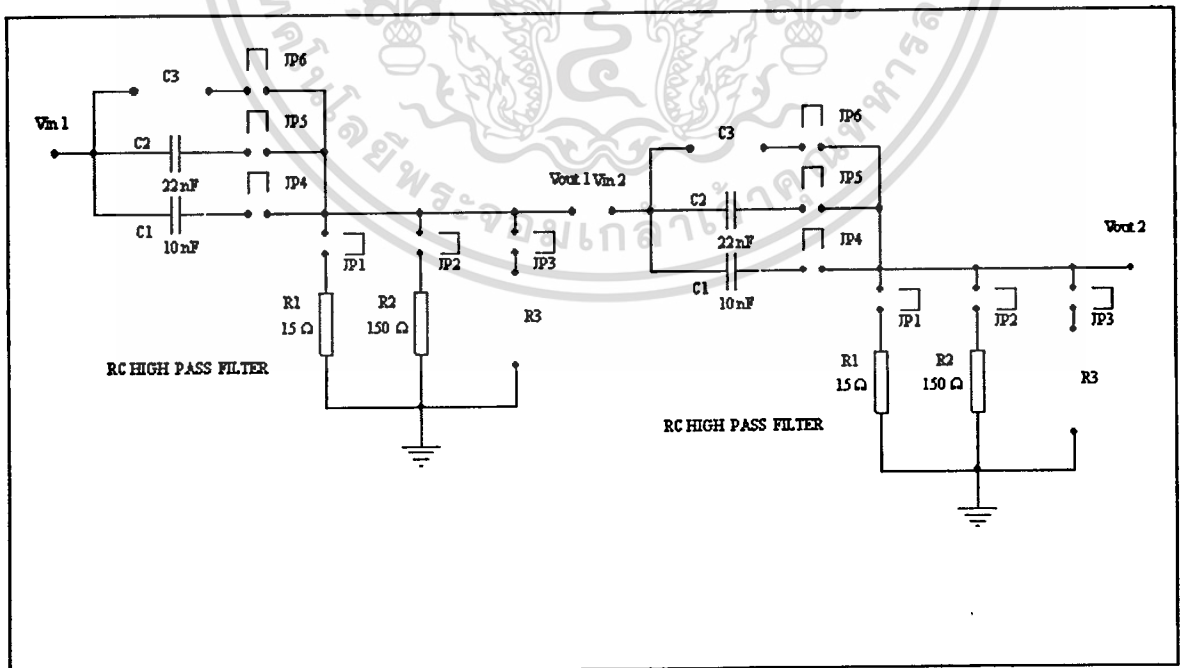 C3
JP6
Vin 1
C2
22nF
JP5
C1
10nF
JP4
JP1
JP2
JP3
R1
15 Ω
R2
150 Ω
R3
RC HIGH PASS FILTER
Vout 1
Vin 2
C3
JP6
C2
22nF
JP5
C1
10nF
JP4
Vout 2
JP1
JP2
JP3
R1
15 Ω
R2
150 Ω
R3
RC HIGH PASS FILTER